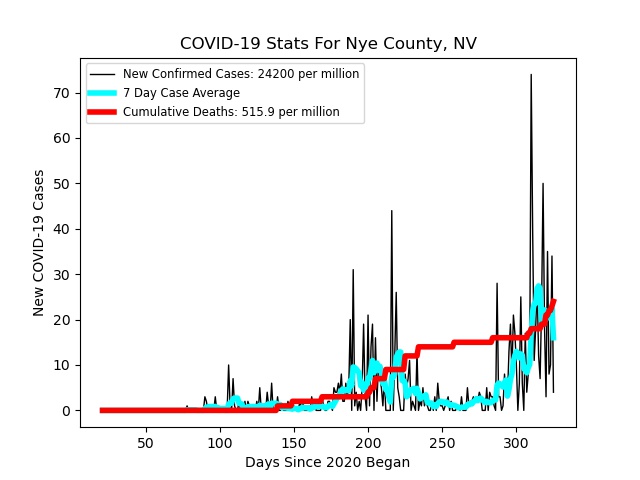 COVID-19 Stats For Nye County, NV
New Confirmed Cases: 24200 per million
7 Day Case Average
Cumulative Deaths: 515.9 per million
New COVID-19 Cases
70
60
50
40
30
20
10
0
50 100 150 200 250 300
Days Since 2020 Began